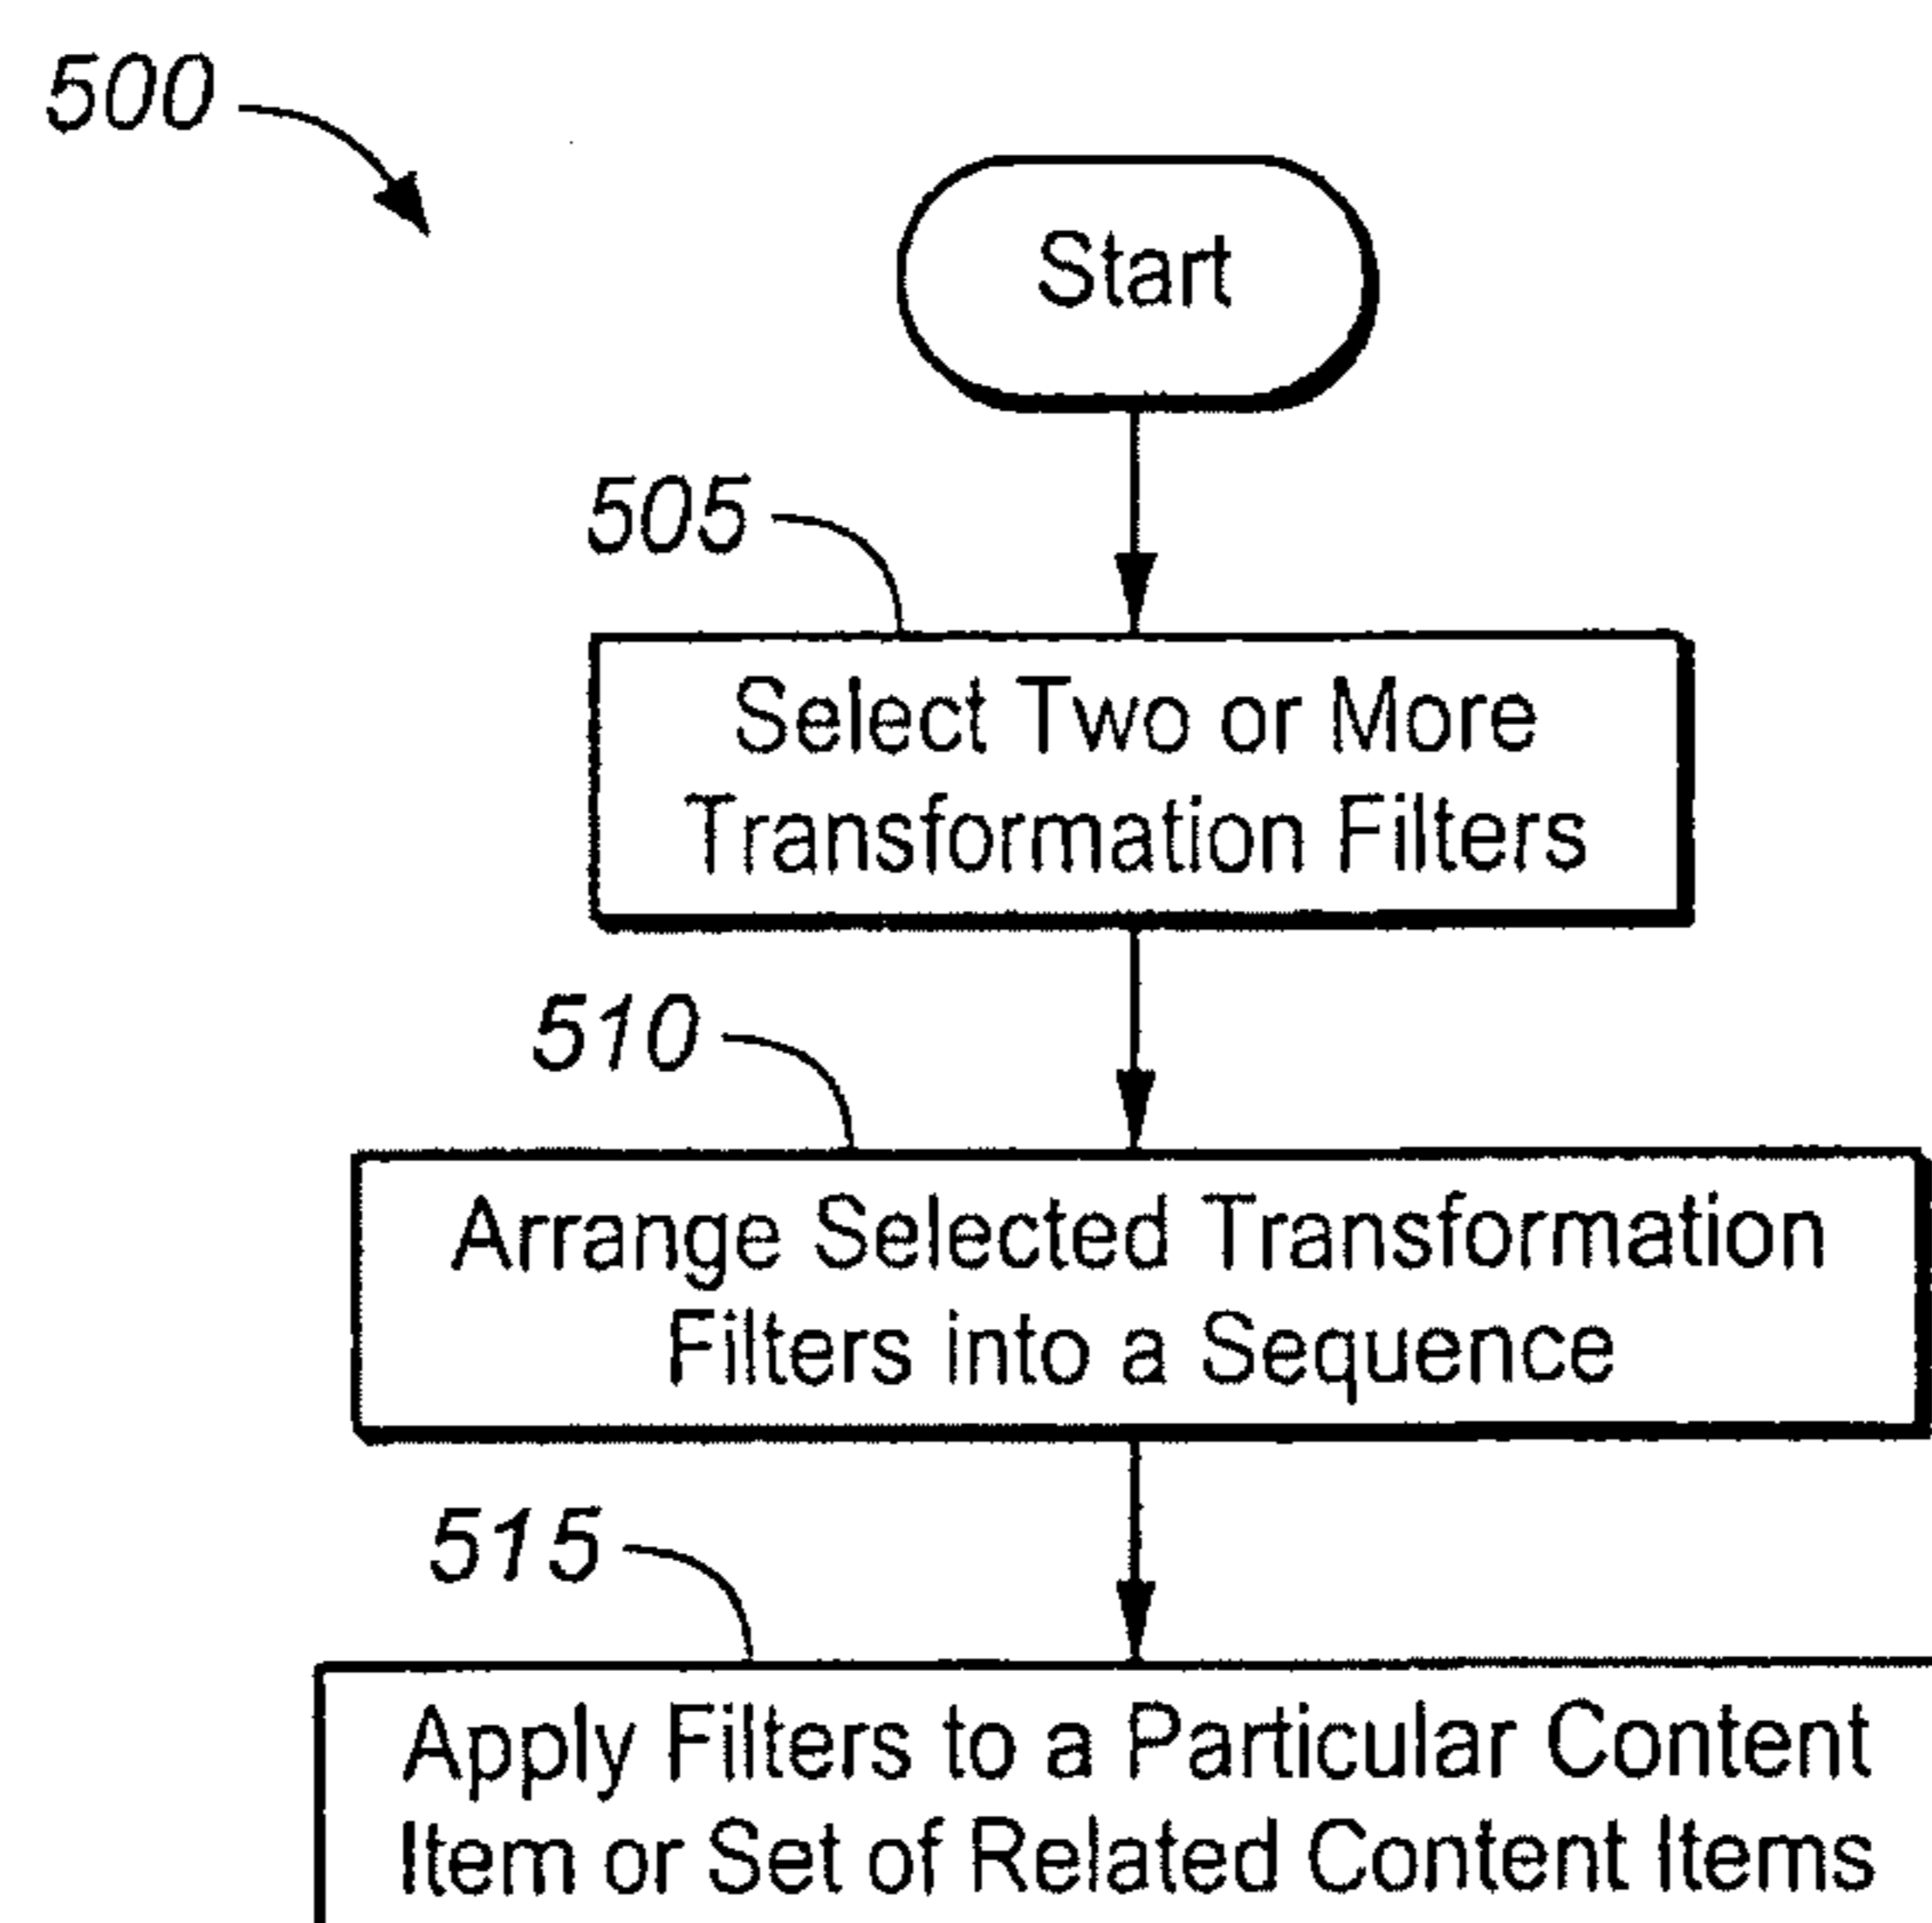 500
Start
505
Select Two or More
Transformation Filters
510
Arrange Selected Transformation
Filters into a Sequence
515
Apply Filters to a Particular Content
Item or Set of Related Content Items